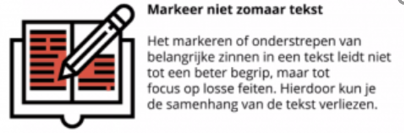 Markeer niet zomaar tekst
Het markeren of onderstrepen van
belangrijke zinnen in een tekst leidt niet
tot een beter begrip, maar tot
focus op losse feiten. Hierdoor kun je
de samenhang van de tekst verliezen.